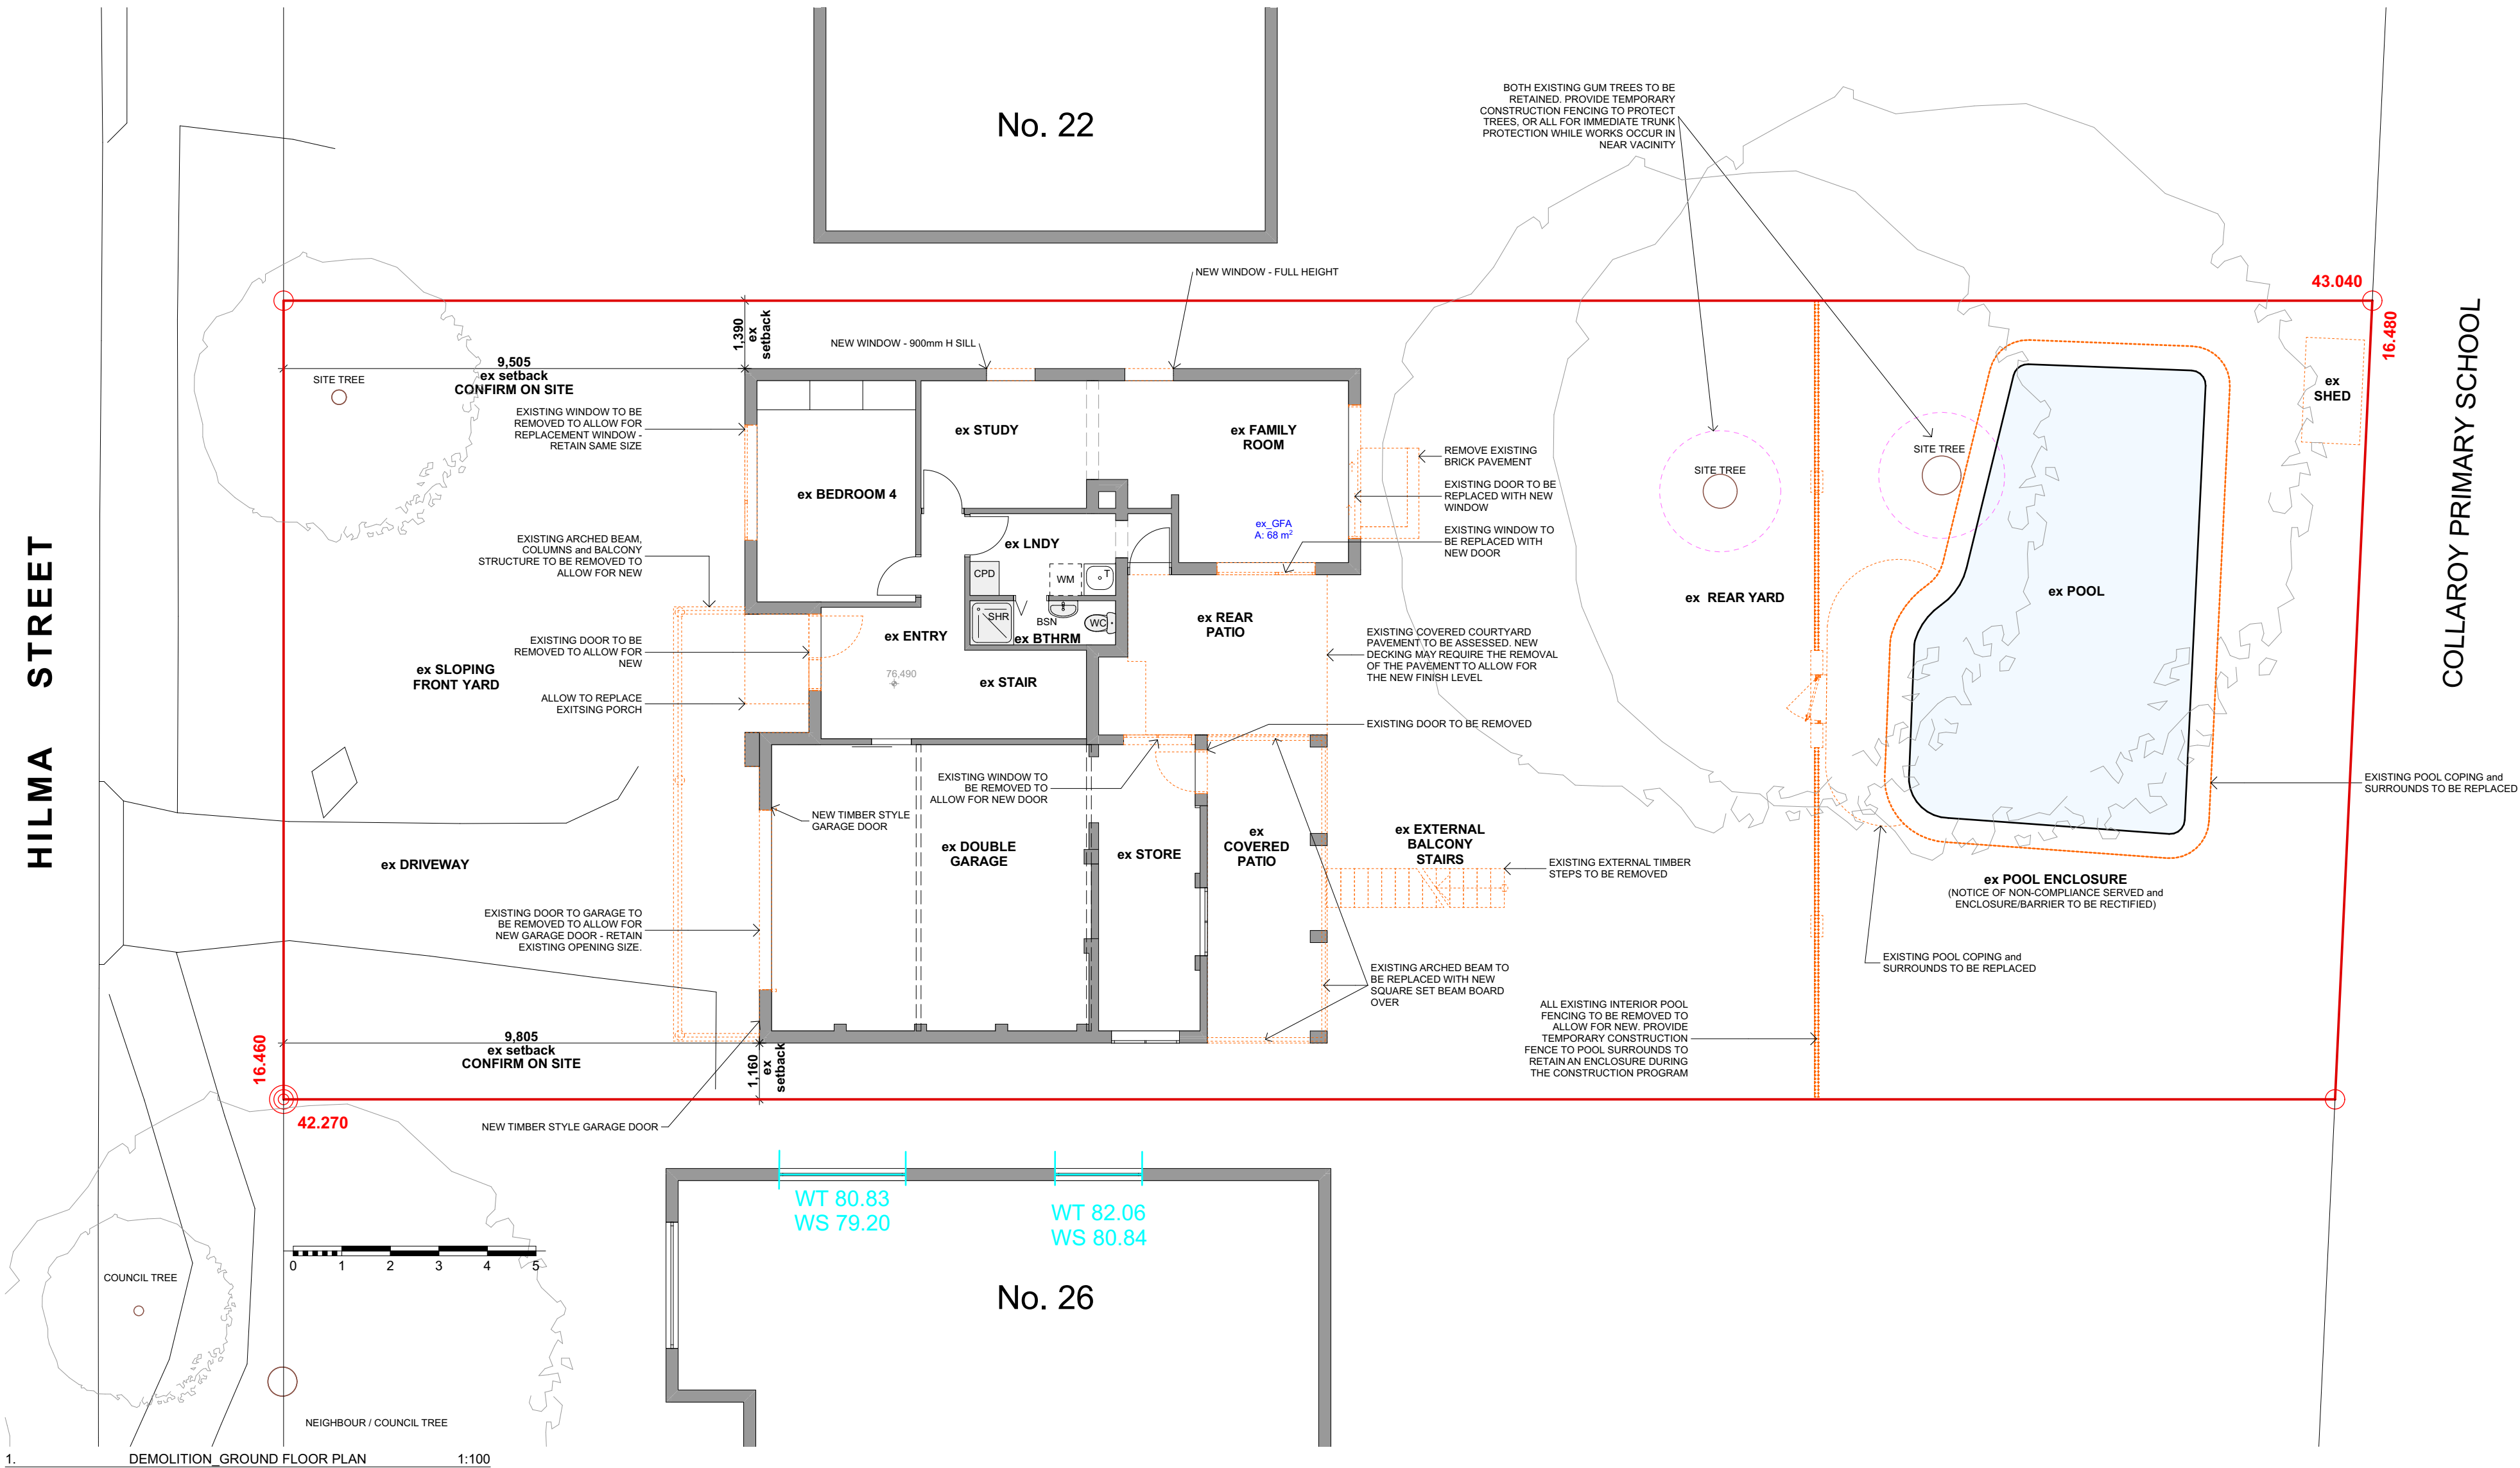 No. 22
BOTH EXISTING GUM TREES TO BE
RETAINED. PROVIDE TEMPORARY
CONSTRUCTION FENCING TO PROTECT
TREES, OR ALL FOR IMMEDIATE TRUNK
PROTECTION WHILE WORKS OCCUR IN
NEAR VACINITY
NEW WINDOW - FULL HEIGHT
43.040
16.480
COLLAROY PRIMARY SCHOOL
HILMA STREET
1,390
ex
setback
NEW WINDOW - 900mm H SILL
9,505
ex setback
CONFIRM ON SITE
SITE TREE
EXISTING WINDOW TO BE
REMOVED TO ALLOW FOR
REPLACEMENT WINDOW -
RETAIN SAME SIZE
ex STUDY
ex FAMILY
ROOM
ex
SHED
REMOVE EXISTING
BRICK PAVEMENT
SITE TREE
SITE TREE
ex BEDROOM 4
EXISTING DOOR TO BE
REPLACED WITH NEW
WINDOW
ex_GFA
A: 68 m²
EXISTING WINDOW TO
BE REPLACED WITH
NEW DOOR
EXISTING ARCHED BEAM,
COLUMNS and BALCONY
STRUCTURE TO BE REMOVED TO
ALLOW FOR NEW
ex LNDY
CPD
WM
T
SHR
BSN
WC
ex BTHRM
ex REAR YARD
ex POOL
ex REAR
PATIO
ex ENTRY
EXISTING DOOR TO BE
REMOVED TO ALLOW FOR
NEW
EXISTING COVERED COURTYARD
PAVEMENT TO BE ASSESSED. NEW
DECKING MAY REQUIRE THE REMOVAL
OF THE PAVEMENT TO ALLOW FOR
THE NEW FINISH LEVEL
ex SLOPING
FRONT YARD
76,490
ex STAIR
ALLOW TO REPLACE
EXITSING PORCH
EXISTING DOOR TO BE REMOVED
EXISTING WINDOW TO
BE REMOVED TO
ALLOW FOR NEW DOOR
EXISTING POOL COPING and
SURROUNDS TO BE REPLACED
NEW TIMBER STYLE
GARAGE DOOR
ex DRIVEWAY
ex DOUBLE
GARAGE
ex STORE
ex
COVERED
PATIO
ex EXTERNAL
BALCONY
STAIRS
EXISTING EXTERNAL TIMBER
STEPS TO BE REMOVED
ex POOL ENCLOSURE
(NOTICE OF NON-COMPLIANCE SERVED and
ENCLOSURE/BARRIER TO BE RECTIFIED)
EXISTING DOOR TO GARAGE TO
BE REMOVED TO ALLOW FOR
NEW GARAGE DOOR - RETAIN
EXISTING OPENING SIZE.
EXISTING POOL COPING and
SURROUNDS TO BE REPLACED
EXISTING ARCHED BEAM TO
BE REPLACED WITH NEW
SQUARE SET BEAM BOARD
OVER
ALL EXISTING INTERIOR POOL
FENCING TO BE REMOVED TO
ALLOW FOR NEW. PROVIDE
TEMPORARY CONSTRUCTION
FENCE TO POOL SURROUNDS TO
RETAIN AN ENCLOSURE DURING
THE CONSTRUCTION PROGRAM
16.460
9,805
ex setback
CONFIRM ON SITE
1,160
ex
setback
42.270
NEW TIMBER STYLE GARAGE DOOR
WT 80.83
WS 79.20
WT 82.06
WS 80.84
No. 26
0 1 2 3 4 5
COUNCIL TREE
NEIGHBOUR / COUNCIL TREE
1. DEMOLITION_GROUND FLOOR PLAN 1:100